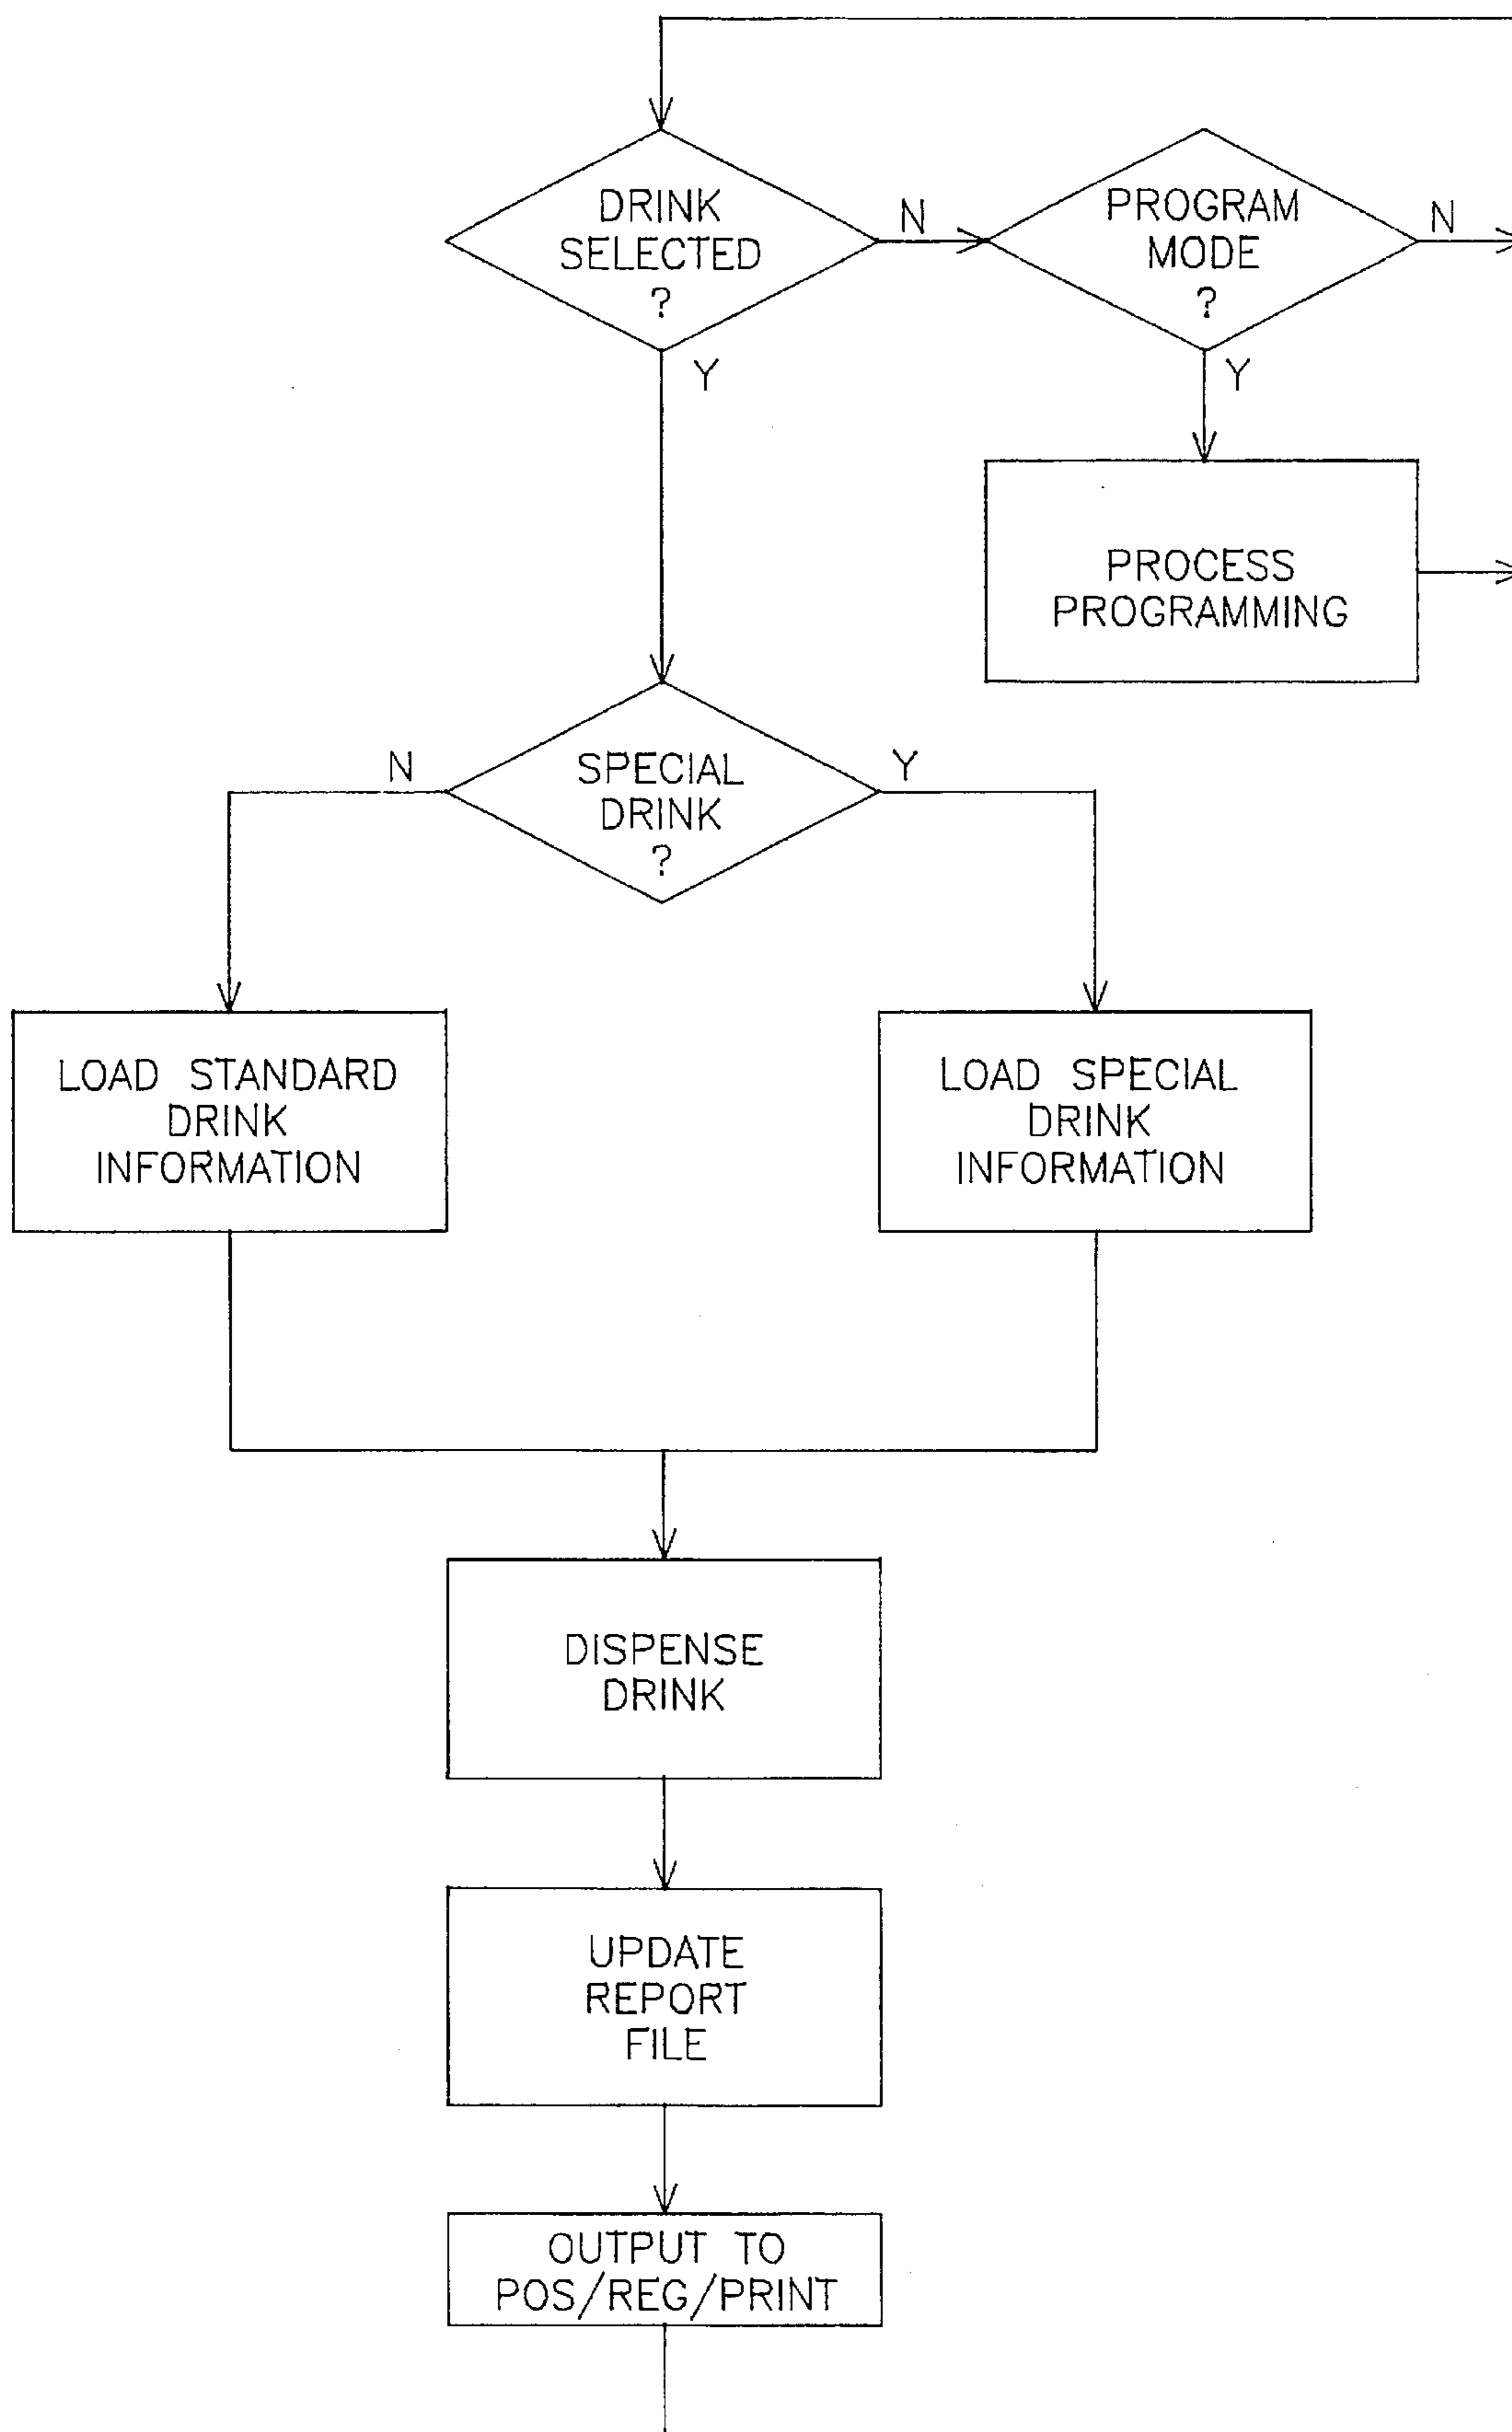 DRINK
SELECTED
?
N
PROGRAM
MODE
?
N
Y
Y
PROCESS
PROGRAMMING
N
SPECIAL
DRINK
?
Y
LOAD STANDARD
DRINK
INFORMATION
LOAD SPECIAL
DRINK
INFORMATION
DISPENSE
DRINK
UPDATE
REPORT
FILE
OUTPUT TO
POS/REG/PRINT